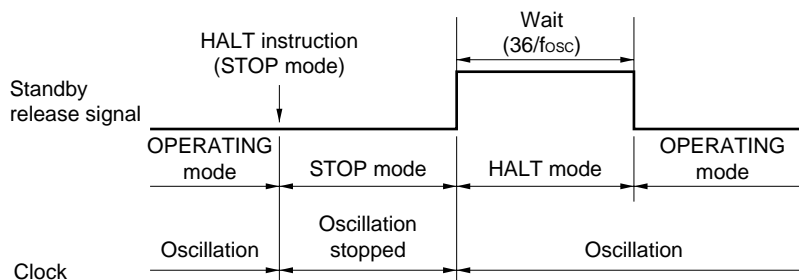 Wait
(36/fosc)
HALT instruction
(STOP mode)
Standby
release signal
OPERATING
mode
STOP mode
HALT mode
OPERATING
mode
Oscillation
Oscillation
stopped
Oscillation
Clock